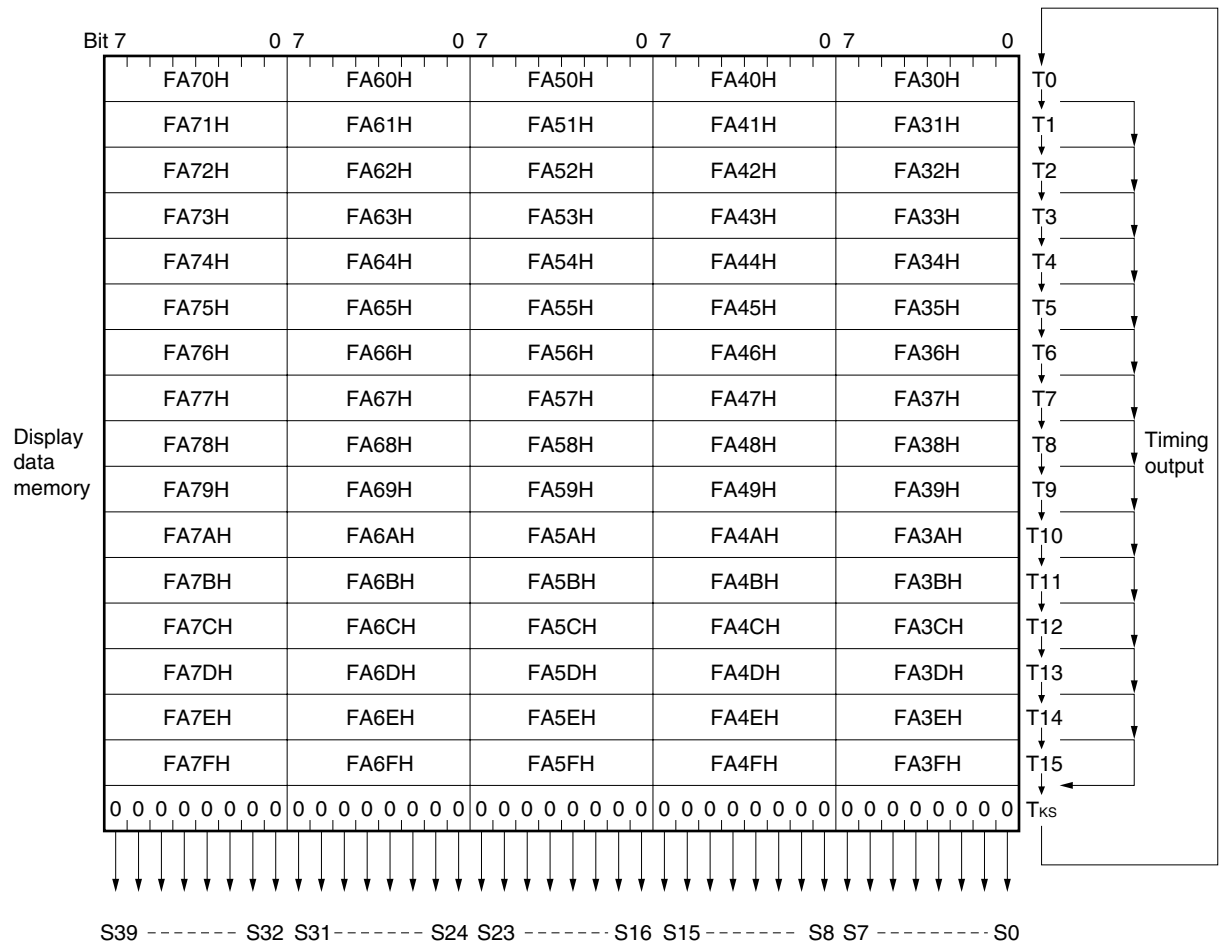 Bit 7 0 7 0 7 0 7 0 7 0
FA70H FA60H FA50H FA40H FA30H T0
FA71H FA61H FA51H FA41H FA31H T1
FA72H FA62H FA52H FA42H FA32H T2
FA73H FA63H FA53H FA43H FA33H T3
FA74H FA64H FA54H FA44H FA34H T4
FA75H FA65H FA55H FA45H FA35H T5
FA76H FA66H FA56H FA46H FA36H T6
FA77H FA67H FA57H FA47H FA37H T7
Display
data
memory
FA78H FA68H FA58H FA48H FA38H T8
Timing
output
FA79H FA69H FA59H FA49H FA39H T9
FA7AH FA6AH FA5AH FA4AH FA3AH T10
FA7BH FA6BH FA5BH FA4BH FA3BH T11
FA7CH FA6CH FA5CH FA4CH FA3CH T12
FA7DH FA6DH FA5DH FA4DH FA3DH T13
FA7EH FA6EH FA5EH FA4EH FA3EH T14
FA7FH FA6FH FA5FH FA4FH FA3FH T15
0 0 0 0 0 0 0 0 0 0 0 0 0 0 0 0 0 0 0 0 0 0 0 0 0 0 0 0 0 0 0 0 0 0 0 0 0 0 0 0 TKS
S39 ------- S32 S31 ------- S24 S23 ------- S16 S15 ------- S8 S7 ------- S0